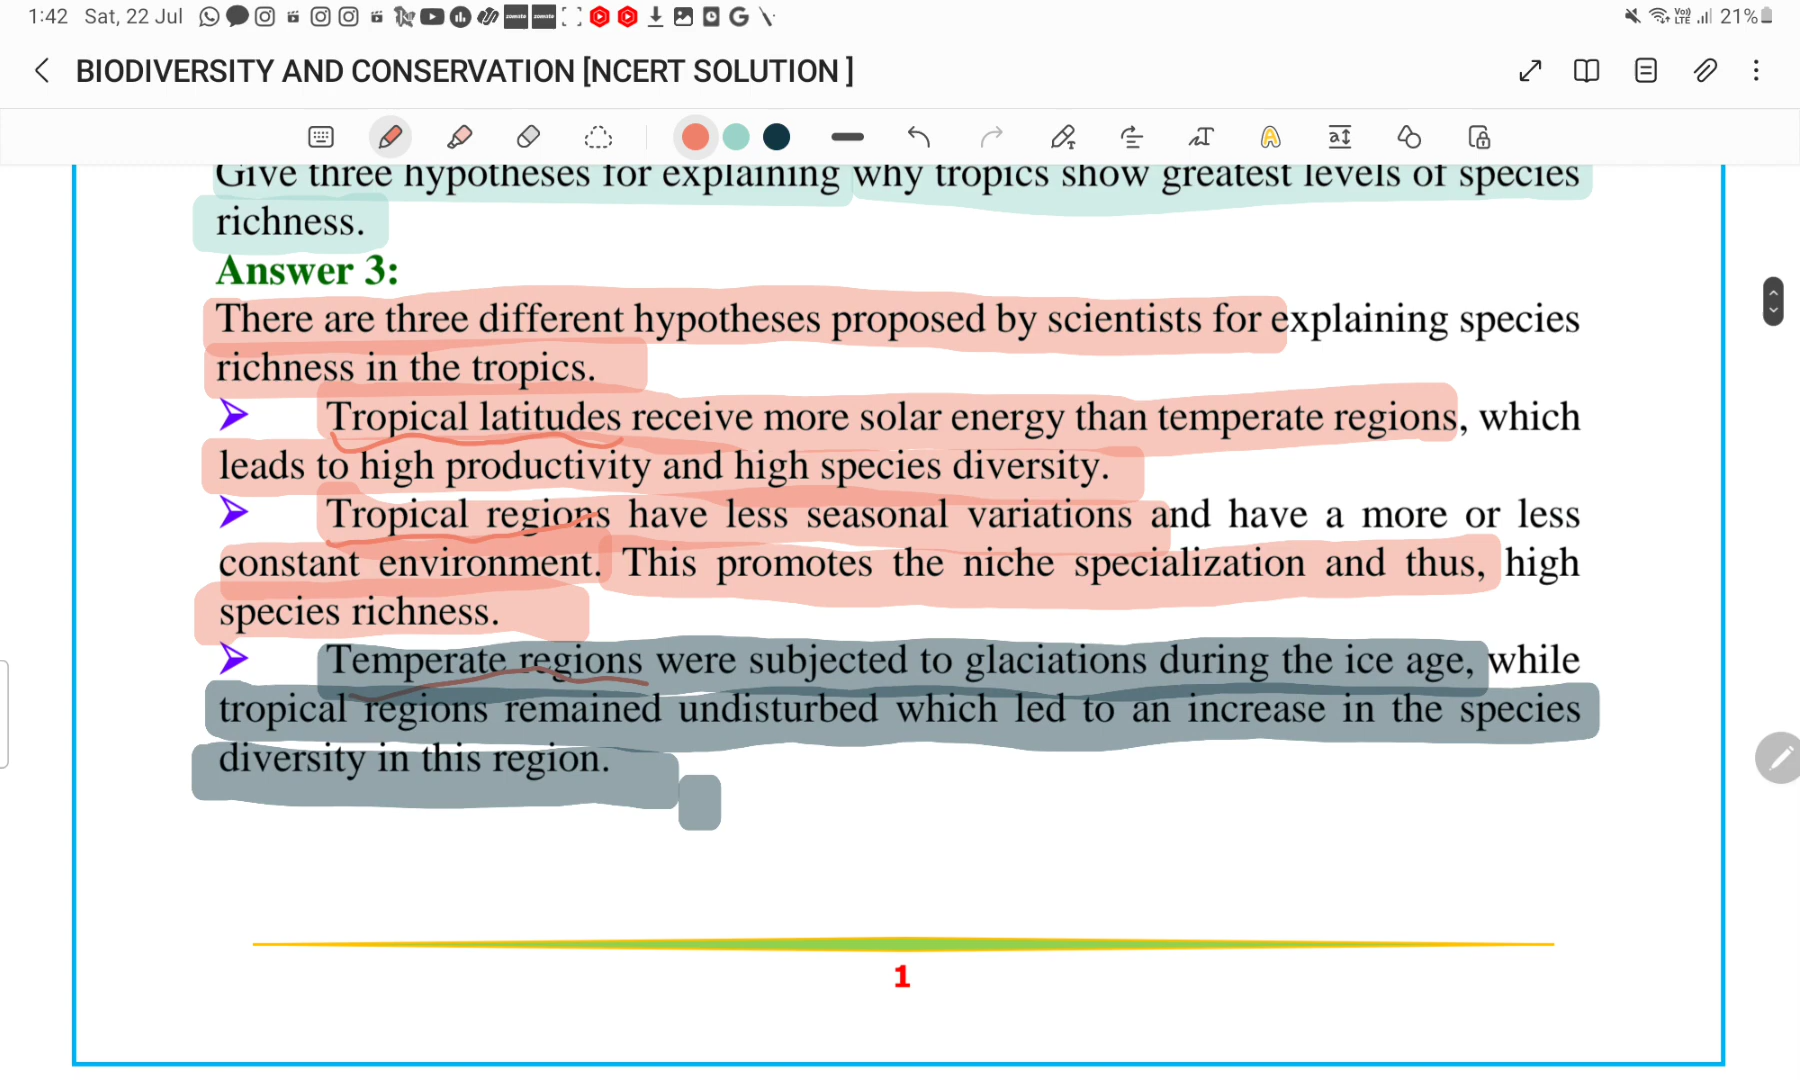 1:42 Sat, 22 Jul
21%
BIODIVERSITY AND CONSERVATION [NCERT SOLUTION ]
Give three hypotheses for explaining why tropics show greatest levels of species
richness.
Answer 3:
There are three different hypotheses proposed by scientists for explaining species
richness in the tropics.
Tropical latitudes receive more solar energy than temperate regions, which
leads to high productivity and high species diversity.
Tropical regions have less seasonal variations and have a more or less
constant environment. This promotes the niche specialization and thus, high
species richness.
Temperate regions were subjected to glaciations during the ice age, while
tropical regions remained undisturbed which led to an increase in the species
diversity in this region.
1